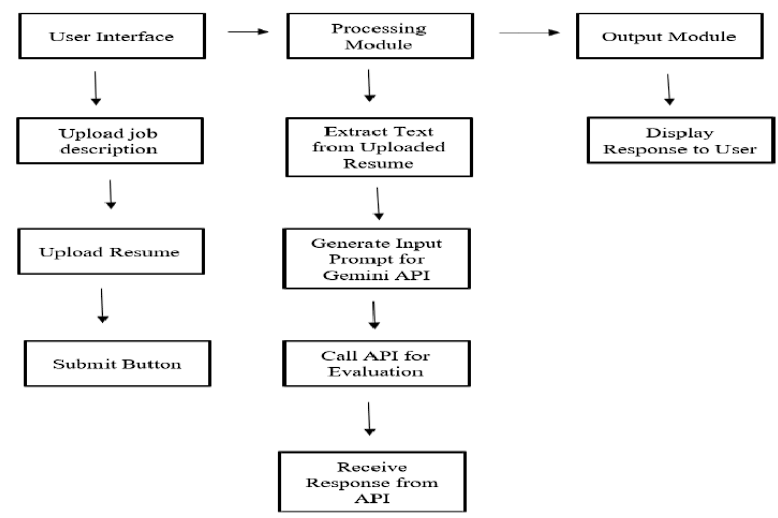 User Interface
Processing
Module
Output Module
Upload job
description
Extract Text
from Uploaded
Resume
Display
Response to User
Upload Resume
Generate Input
Prompt for
Gemini API
Submit Button
Call API for
Evaluation
Receive
Response from
API